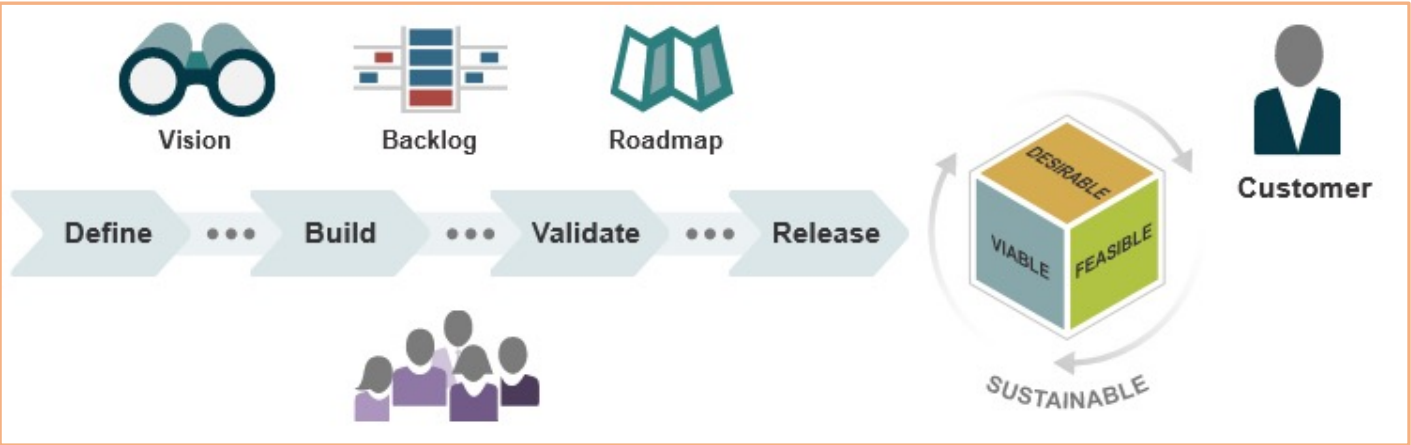 Vision
Backlog
Roadmap
Customer
Define
Build
Validate
Release
DESIRABLE
VIABLE
FEASIBLE
SUSTAINABLE